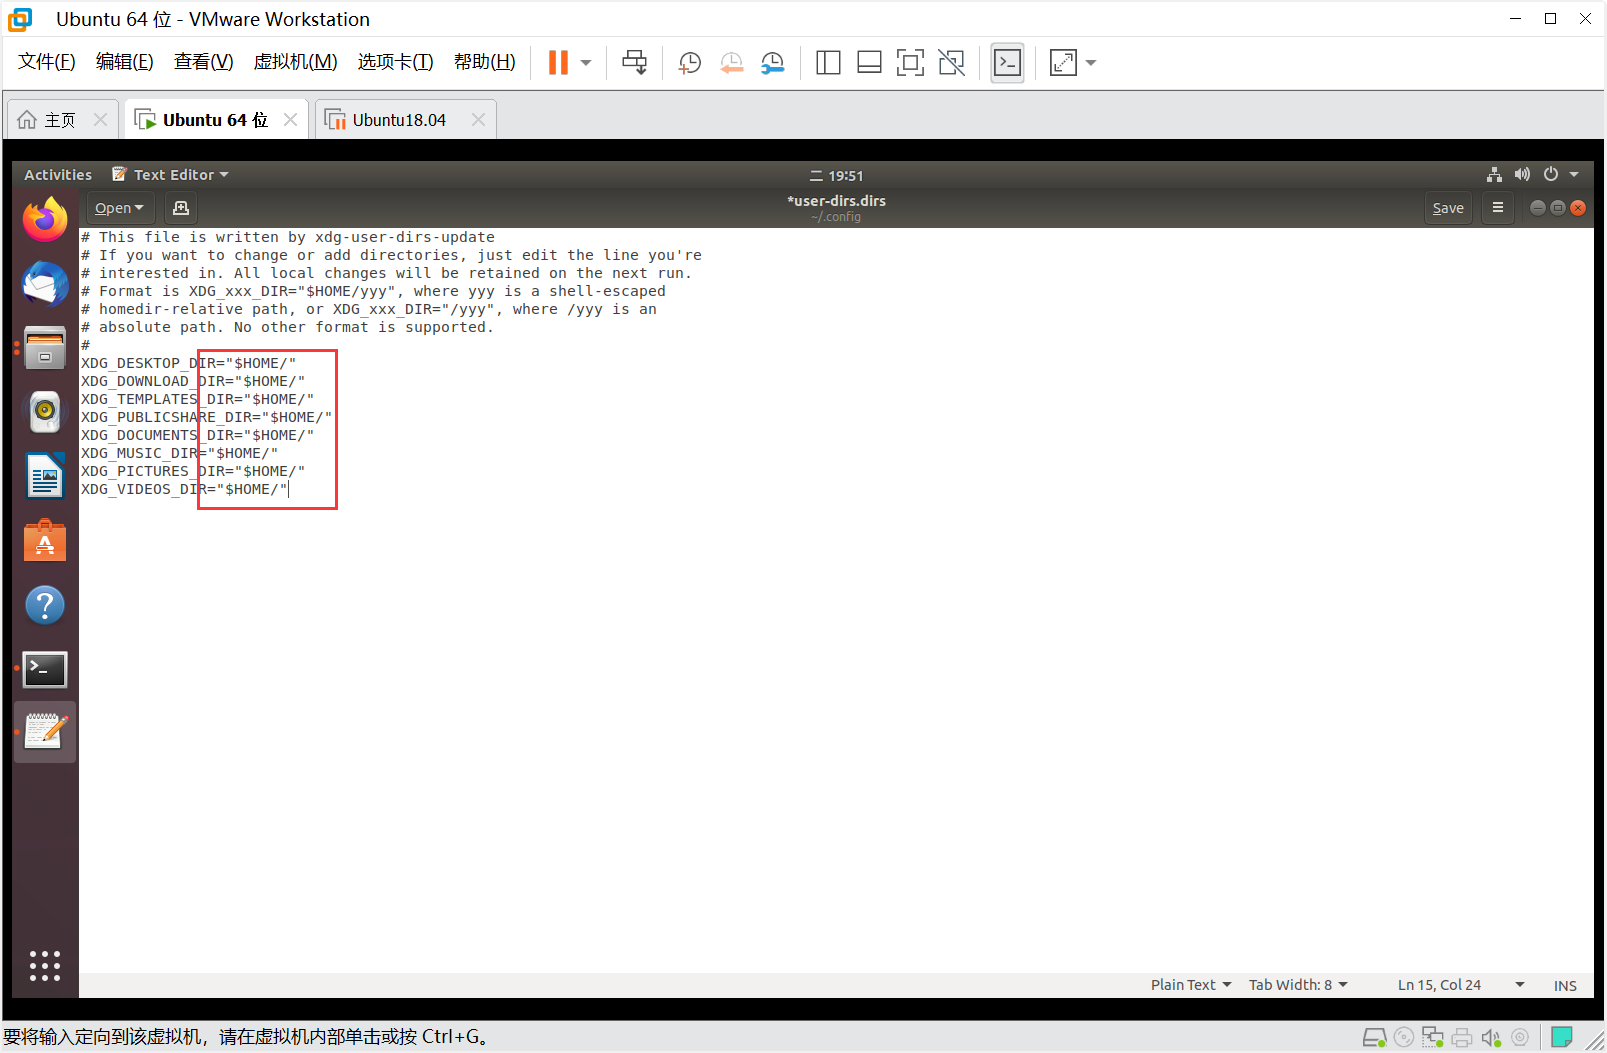 Ubuntu 64 位 - VMware Workstation
文件(F) 编辑(E) 查看(V) 虚拟机(M) 选项卡(T) 帮助(H)
主页 Ubuntu 64 位 Ubuntu18.04
Activities Text Editor 二 19:51
Open *user-dirs.dirs Save
~/.config
# This file is written by xdg-user-dirs-update
# If you want to change or add directories, just edit the line you're
# interested in. All local changes will be retained on the next run.
# Format is XDG_xxx_DIR="$HOME/yyy", where yyy is a shell-escaped
# homedir-relative path, or XDG_xxx_DIR="/yyy", where /yyy is an
# absolute path. No other format is supported.
#
XDG_DESKTOP_DIR="$HOME/"
XDG_DOWNLOAD_DIR="$HOME/"
XDG_TEMPLATES_DIR="$HOME/"
XDG_PUBLICSHARE_DIR="$HOME/"
XDG_DOCUMENTS_DIR="$HOME/"
XDG_MUSIC_DIR="$HOME/"
XDG_PICTURES_DIR="$HOME/"
XDG_VIDEOS_DIR="$HOME/"
Plain Text Tab Width: 8 Ln 15, Col 24 INS
要将输入定向到该虚拟机，请在虚拟机内部单击或按 Ctrl+G。